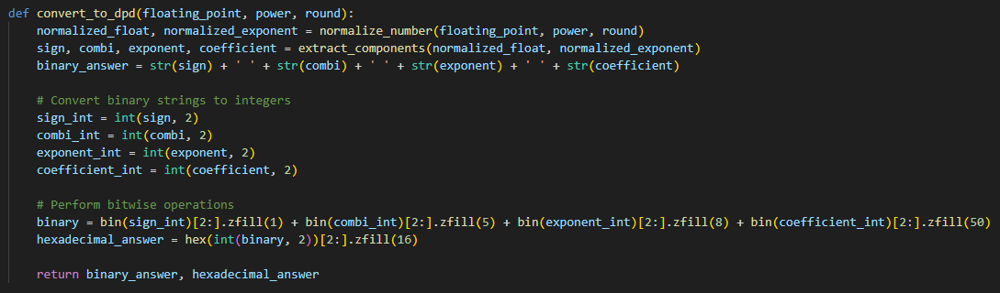 def convert_to_dpd(floating_point, power, round):
    normalized_float, normalized_exponent = normalize_number(floating_point, power, round)
    sign, combi, exponent, coefficient = extract_components(normalized_float, normalized_exponent)
    binary_answer = str(sign) + ' ' + str(combi) + ' ' + str(exponent) + ' ' + str(coefficient)

    # Convert binary strings to integers
    sign_int = int(sign, 2)
    combi_int = int(combi, 2)
    exponent_int = int(exponent, 2)
    coefficient_int = int(coefficient, 2)

    # Perform bitwise operations
    binary = bin(sign_int)[2:].zfill(1) + bin(combi_int)[2:].zfill(5) + bin(exponent_int)[2:].zfill(8) + bin(coefficient_int)[2:].zfill(50)
    hexadecimal_answer = hex(int(binary, 2))[2:].zfill(16)

    return binary_answer, hexadecimal_answer